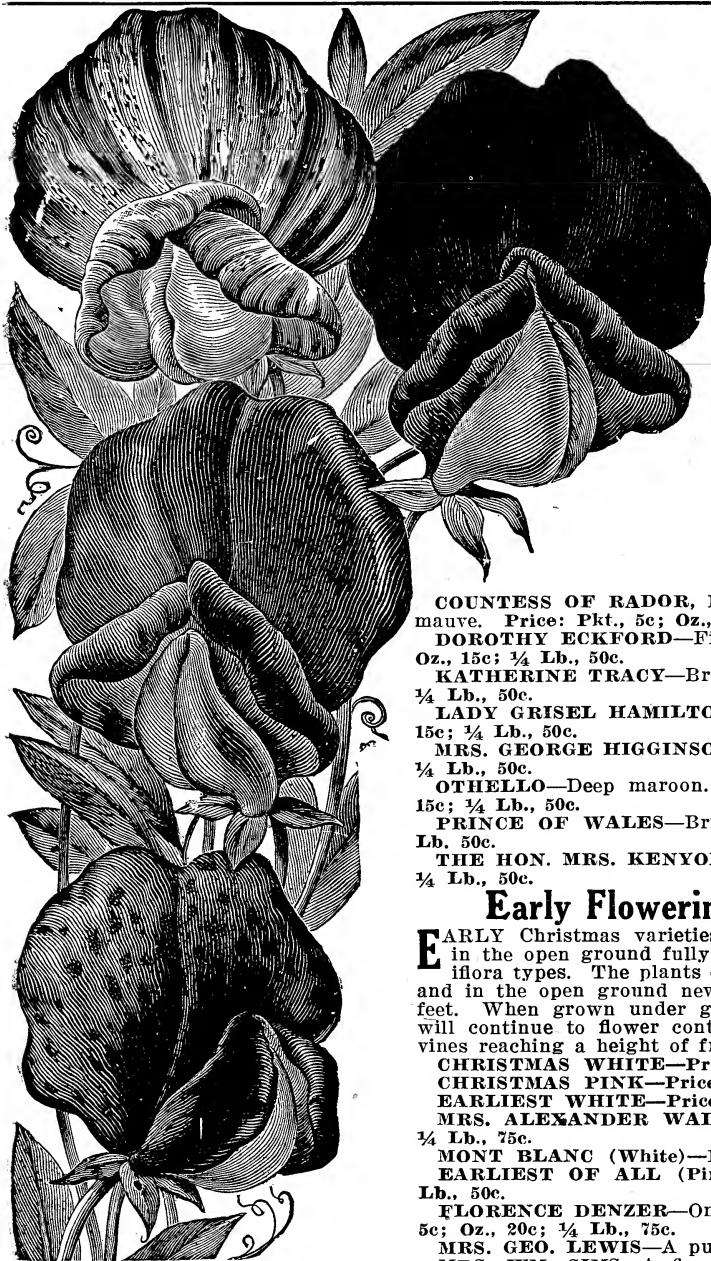 COUNTESS OF RADOR,
mauve. Price: Pkt., 5c; Oz.,
DOROTHY ECKFORD—Fi
Oz., 15c; ¼ Lb., 50c.
KATHERINE TRACY—Br
¼ Lb., 50c.
LADY GRISEL HAMILTO
15c; ¼ Lb., 50c.
MRS. GEORGE HIGGINSO
¼ Lb., 50c.
OTHELLO—Deep maroon.
15c; ¼ Lb., 50c.
PRINCE OF WALES—Bri
Lb. 50c.
THE HON. MRS. KENYO
¼ Lb., 50c.
Early Flowerin
EARLY Christmas varieties
in the open ground fully
iflora types. The plants
and in the open ground nev
feet. When grown under g
will continue to flower cont
vines reaching a height of fr
CHRISTMAS WHITE—Pr
CHRISTMAS PINK—Price
EARLIEST WHITE—Price
MRS. ALEXANDER WAL
¼ Lb., 75c.
MONT BLANC (White)—
EARLIEST OF ALL (Pin
Lb., 50c.
FLORENCE DENZER—
5c; Oz., 20c; ¼ Lb., 75c.
MRS. GEO. LEWIS—A pu